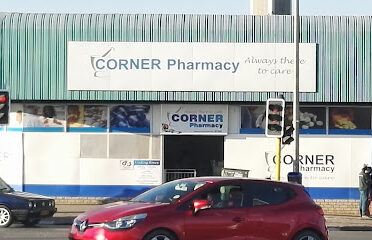 CORNER Pharmacy
Always there
to care
CORNER
PHARMACY
CORNER
Pharmacy